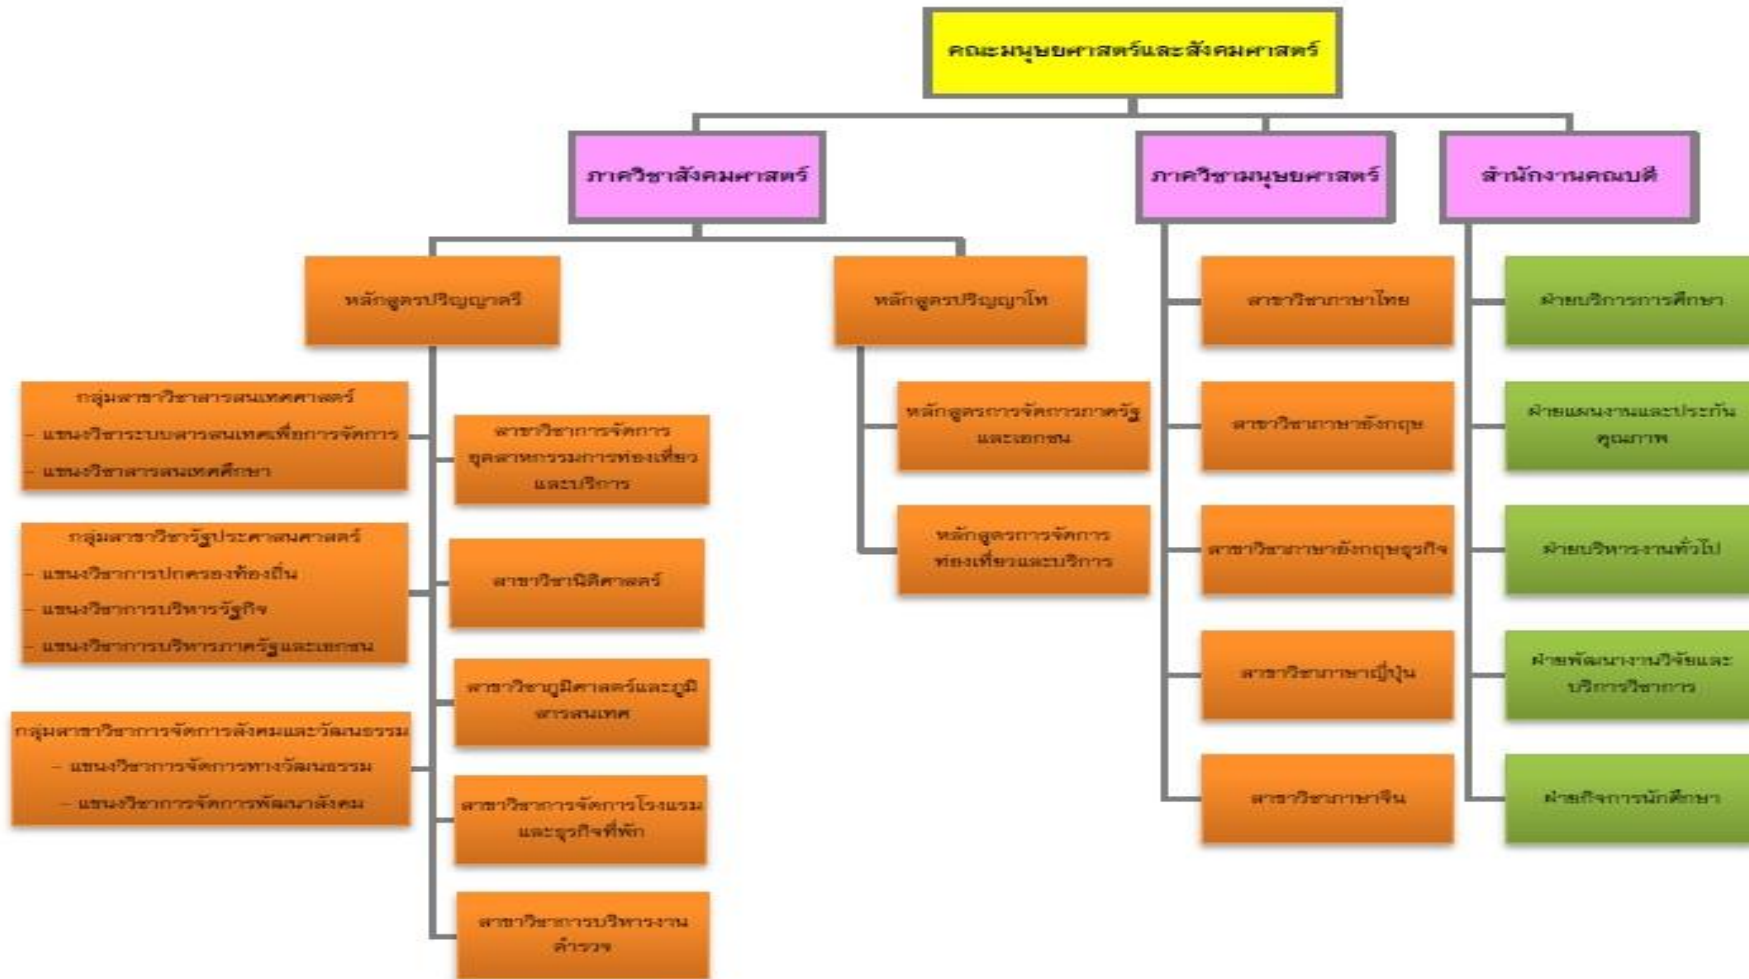 คณะมนุษยศาสตร์และสังคมศาสตร์
ภาควิชาสังคมศาสตร์
ภาควิชามนุษยศาสตร์
สำนักงานคณบดี
หลักสูตรปริญญาตรี
หลักสูตรปริญญาโท
สาขาวิชาภาษาไทย
ฝ่ายบริการการศึกษา
กลุ่มสาขาวิชาสารสนเทศศาสตร์
- แขนงวิชาระบบสารสนเทศเพื่อการจัดการ
- แขนงวิชาสารสนเทศศึกษา
สาขาวิชาการจัดการ
อุตสาหกรรมการท่องเที่ยว
และบริการ
หลักสูตรการจัดการภาครัฐ
และเอกชน
สาขาวิชาภาษาอังกฤษ
ฝ่ายแผนงานและประกัน
คุณภาพ
กลุ่มสาขาวิชารัฐประศาสนศาสตร์
- แขนงวิชาการปกครองท้องถิ่น
- แขนงวิชาการบริหารรัฐกิจ
- แขนงวิชาการบริหารภาครัฐและเอกชน
สาขาวิชานิติศาสตร์
หลักสูตรการจัดการ
ท่องเที่ยวและบริการ
สาขาวิชาภาษาอังกฤษธุรกิจ
ฝ่ายบริหารงานทั่วไป
กลุ่มสาขาวิชาการจัดการสังคมและวัฒนธรรม
- แขนงวิชาการจัดการทางวัฒนธรรม
- แขนงวิชาการจัดการพัฒนาสังคม
สาขาวิชาภูมิศาสตร์และภูมิ
สารสนเทศ
สาขาวิชาภาษาญี่ปุ่น
ฝ่ายพัฒนางานวิจัยและ
บริการวิชาการ
สาขาวิชาการจัดการโรงแรม
และธุรกิจที่พัก
สาขาวิชาภาษาจีน
ฝ่ายกิจการนักศึกษา
สาขาวิชาการบริหารงาน
ตำรวจ